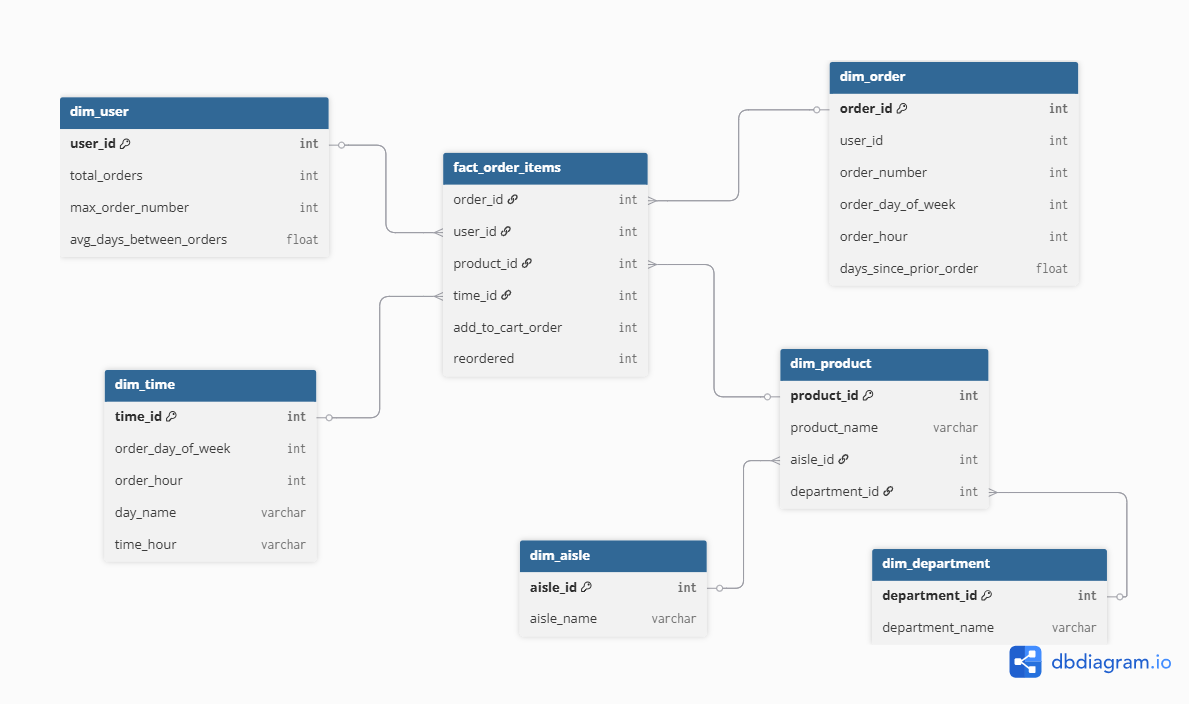 dim_user
user_id int
total_orders int
max_order_number int
avg_days_between_orders float
fact_order_items
order_id int
user_id int
product_id int
time_id int
add_to_cart_order int
reordered int
dim_order
order_id int
user_id int
order_number int
order_day_of_week int
order_hour int
days_since_prior_order float
dim_time
time_id int
order_day_of_week int
order_hour int
day_name varchar
time_hour varchar
dim_product
product_id int
product_name varchar
aisle_id int
department_id int
dim_aisle
aisle_id int
aisle_name varchar
dim_department
department_id int
department_name varchar
dbdiagram.io